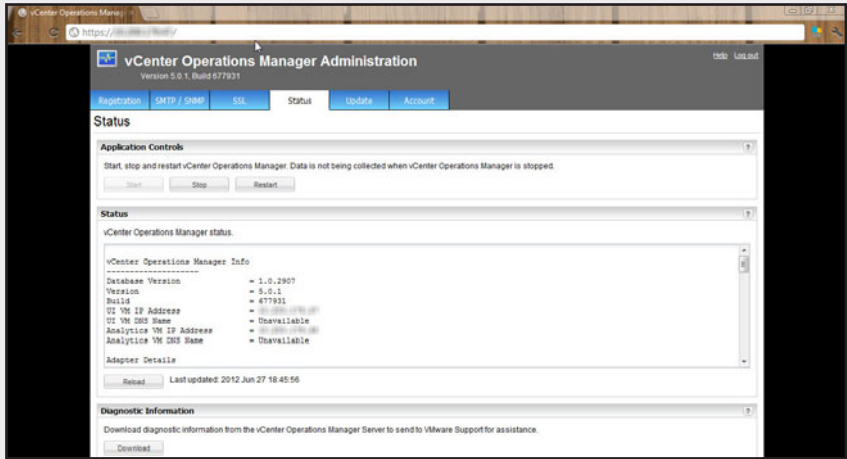 vCenter Operations Manag
https://
vCenter Operations Manager Administration
Help Log out
Version 5.0.1, Build 677931
Registration SMTP / SNMP SSL Status Update Account
Status
Application Controls ?
Start, stop and restart vCenter Operations Manager. Data is not being collected when vCenter Operations Manager is stopped.
Start Stop Restart
Status ?
vCenter Operations Manager status.
vCenter Operations Manager Info
--------------------
Database Version = 1.0.2907
Version = 5.0.1
Build = 677931
UI VM IP Address =
UI VM DNS Name = Unavailable
Analytics VM IP Address =
Analytics VM DNS Name = Unavailable
Adapter Details
Reload Last updated: 2012 Jun 27 18:45:56
Diagnostic Information ?
Download diagnostic information from the vCenter Operations Manager Server to send to VMware Support for assistance.
Download